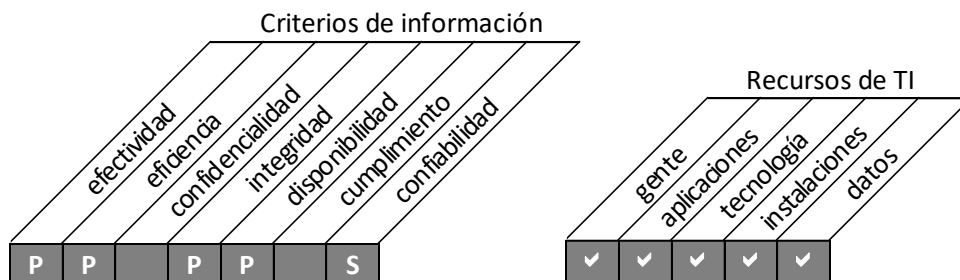 Criterios de información
Recursos de TI
efectividad
eficiencia
confidencialidad
integridad
disponibilidad
cumplimiento
confiabilidad
gente
aplicaciones
tecnología
instalaciones
datos
P P P P S